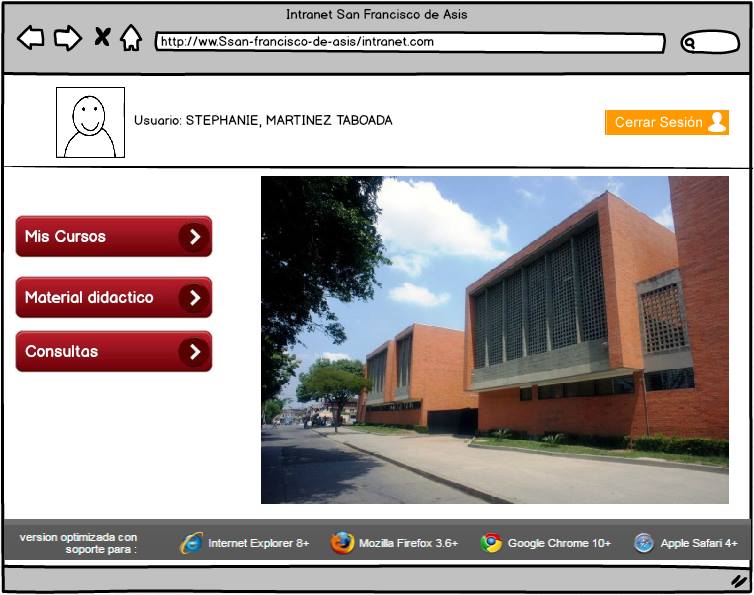 Intranet San Francisco de Asis
http://ww.Ssan-francisco-de-asis/intranet.com
Usuario: STEPHANIE, MARTINEZ TABOADA
Cerrar Sesión
Mis Cursos
Material didactico
Consultas
version optimizada con
soporte para :
Internet Explorer 8+
Mozilla Firefox 3.6+
Google Chrome 10+
Apple Safari 4+